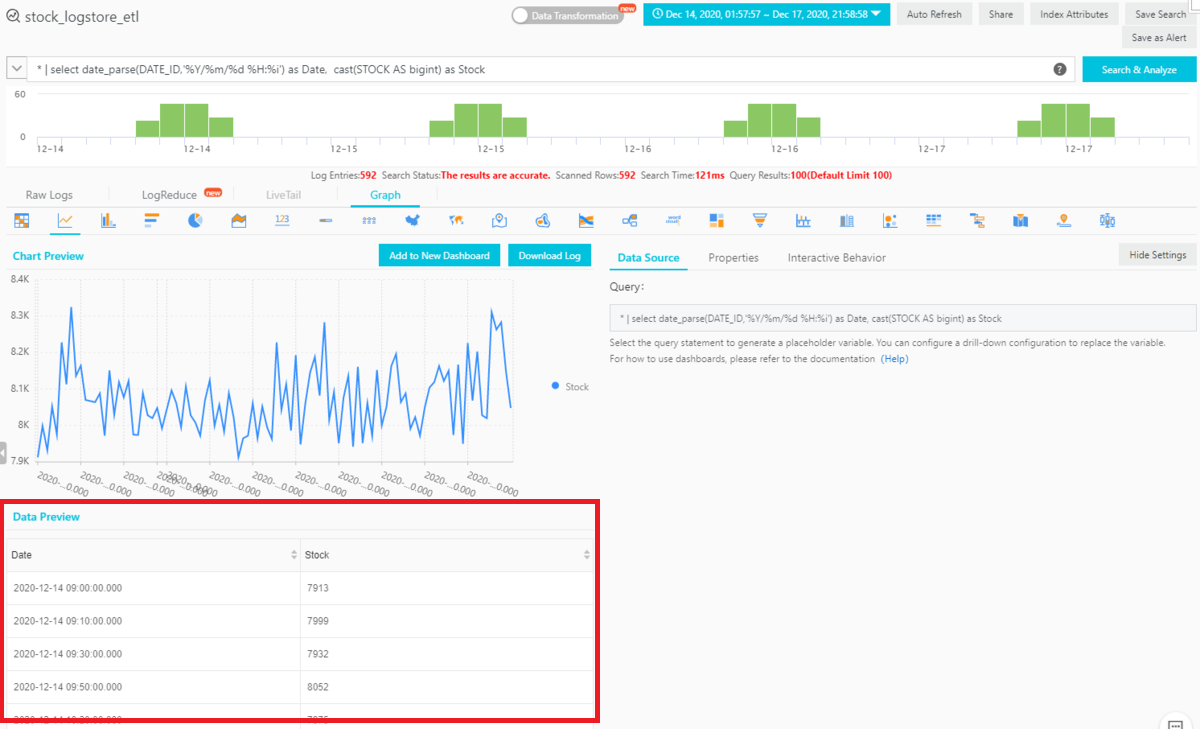 stock_logstore_etl
Data Transformation new
Dec 14, 2020, 01:57:57 ~ Dec 17, 2020, 21:58:58
Auto Refresh
Share
Index Attributes
Save Search
Save as Alert
* | select date_parse(DATE_ID,'%Y/%m/%d %H:%i') as Date, cast(STOCK AS bigint) as Stock
?
Search & Analyze
60
0
12-14 12-14 12-15 12-15 12-16 12-16 12-17 12-17
Log Entries:592 Search Status:The results are accurate. Scanned Rows:592 Search Time:121ms Query Results:100(Default Limit 100)
Raw Logs LogReduce new LiveTail Graph
123
word
cloud
Chart Preview
Add to New Dashboard
Download Log
Data Source Properties Interactive Behavior
Hide Settings
8.4K
8.3K
8.2K
8.1K
8K
7.9K
2020-...0.000 2020-...0.000 2020-...0.000 2020-...0.000 2020-...0.000 2020-...0.000 2020-...0.000 2020-...0.000 2020-...0.000 2020-...0.000 2020-...0.000 2020-...0.000
Stock
Query:
* | select date_parse(DATE_ID,'%Y/%m/%d %H:%i') as Date, cast(STOCK AS bigint) as Stock
Select the query statement to generate a placeholder variable. You can configure a drill-down configuration to replace the variable.
For how to use dashboards, please refer to the documentation (Help)
Data Preview
Date Stock
2020-12-14 09:00:00.000 7913
2020-12-14 09:10:00.000 7999
2020-12-14 09:30:00.000 7932
2020-12-14 09:50:00.000 8052